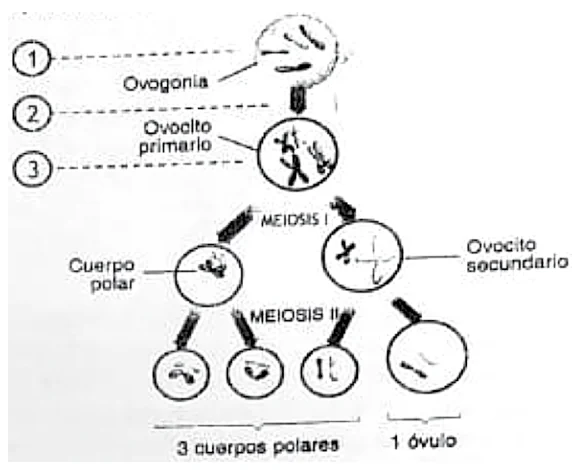 1
Ovogonia
2
Ovocito
primario
3
MEIOSIS I
Cuerpo
polar
Ovocito
secundario
MEIOSIS II
3 cuerpos polares
1 óvulo